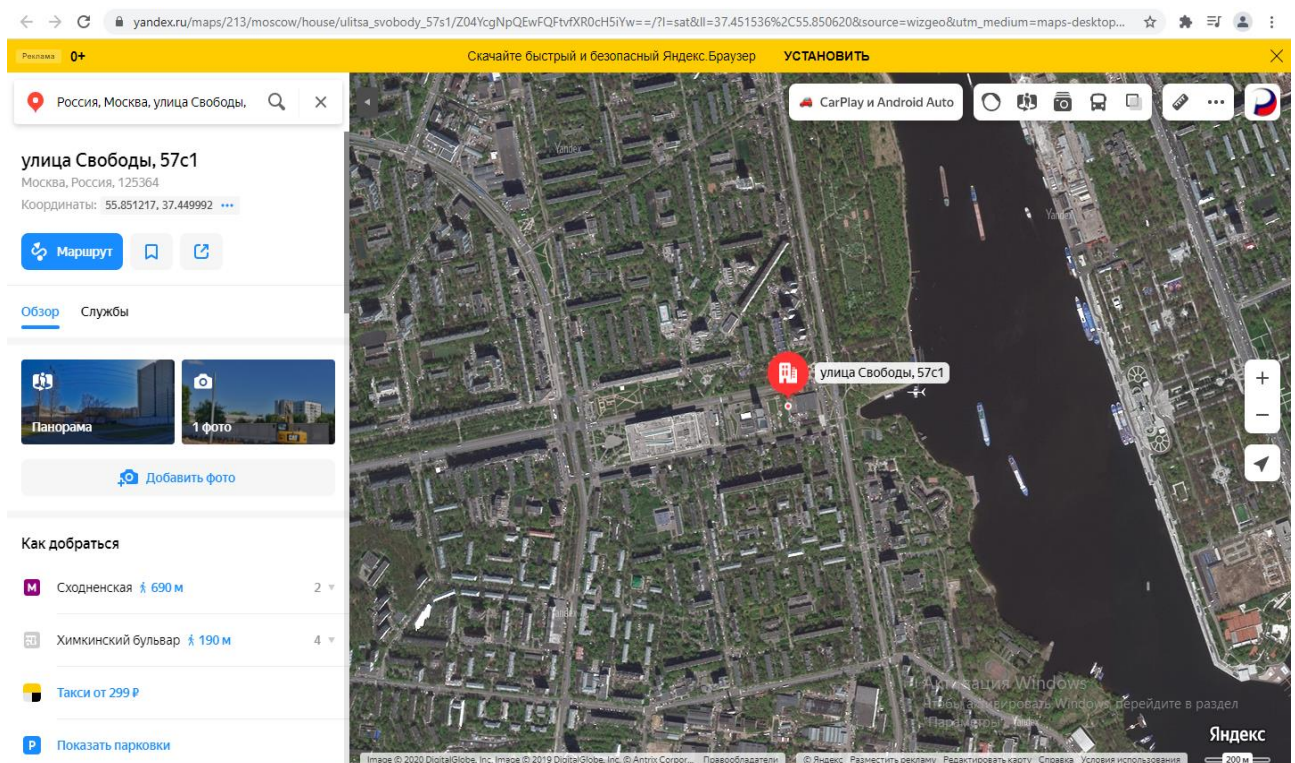 yandex.ru/maps/213/moscow/house/ulitsa_svobody_57s1/Z04YcgNpQEwFQFtvfXR0cH5iYw==/?l=sat&ll=37.451536%2C55.850620&source=wizgeo&utm_medium=maps-desktop...
Реклама 0+ Скачайте быстрый и безопасный Яндекс.Браузер УСТАНОВИТЬ
Россия, Москва, улица Свободы,
CarPlay и Android Auto
улица Свободы, 57с1
Москва, Россия, 125364
Координаты: 55.851217, 37.449992 •••
Маршрут
Обзор Службы
Панорама 1 фото
Добавить фото
Как добраться
М Сходненская 690 м 2
Химкинский бульвар 190 м 4
Такси от 299 ₽
P Показать парковки
Yandex
Yandex
улица Свободы, 57с1
Yandex
Активация Windows
Чтобы активировать Windows, перейдите в раздел
"Параметры".
Яндекс
Image © 2020 DigitalGlobe, Inc. Image © 2019 DigitalGlobe, Inc. © Antrix Corpor... Правообладатели © Яндекс Разместить рекламу Редактировать карту Справка Условия использования 200 м